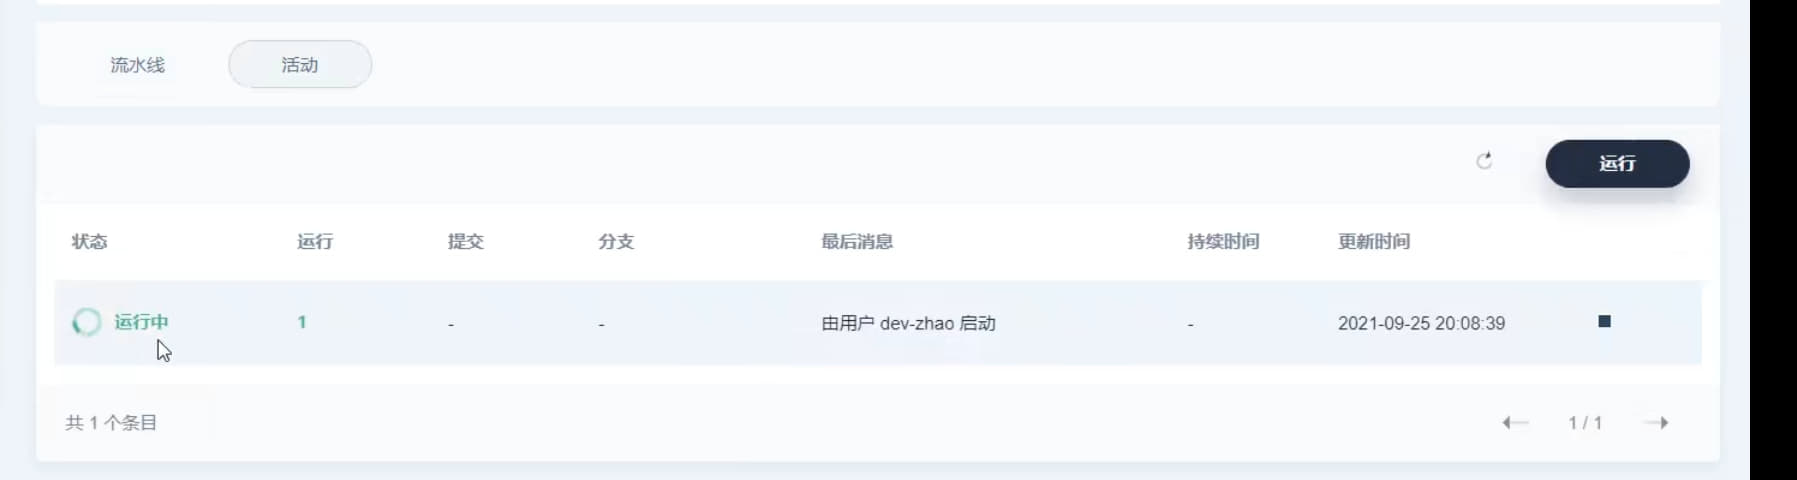 流水线 活动
运行
状态 运行 提交 分支 最后消息 持续时间 更新时间
运行中 1 - - 由用户 dev-zhao 启动 - 2021-09-25 20:08:39
共 1 个条目 1 / 1